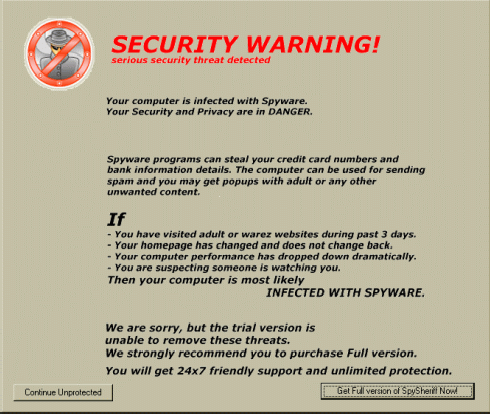 SECURITY WARNING!
serious security threat detected
Your computer is infected with Spyware.
Your Security and Privacy are in DANGER.
Spyware programs can steal your credit card numbers and
bank information details. The computer can be used for sending
spam and you may get popups with adult or any other
unwanted content.
If
- You have visited adult or warez websites during past 3 days.
- Your homepage has changed and does not change back.
- Your computer performance has dropped down dramatically.
- You are suspecting someone is watching you.
Then your computer is most likely
INFECTED WITH SPYWARE.
We are sorry, but the trial version is
unable to remove these threats.
We strongly recommend you to purchase Full version.
You will get 24x7 friendly support and unlimited protection.
Continue Unprotected
Get Full version of SpySheriff Now!